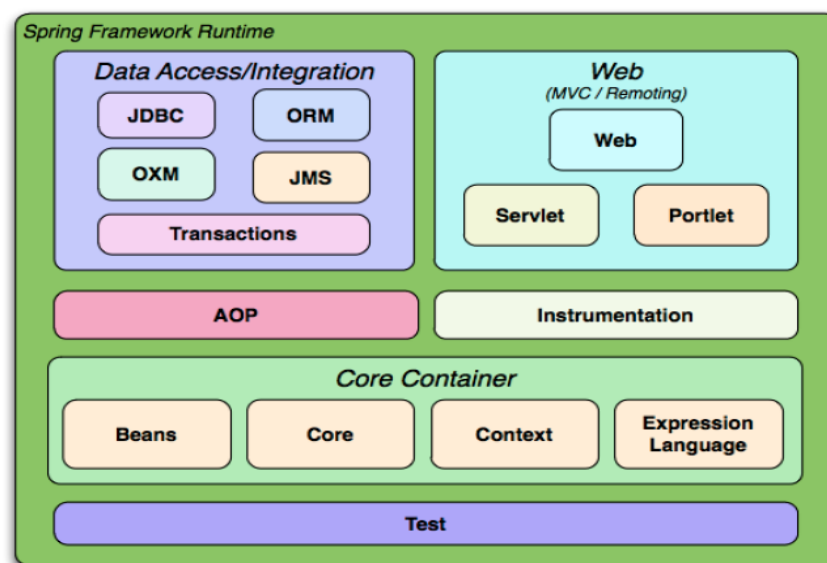 Spring Framework Runtime
Data Access/Integration
JDBC
ORM
OXM
JMS
Transactions
Web
(MVC / Remoting)
Web
Servlet
Portlet
AOP
Instrumentation
Core Container
Beans
Core
Context
Expression
Language
Test